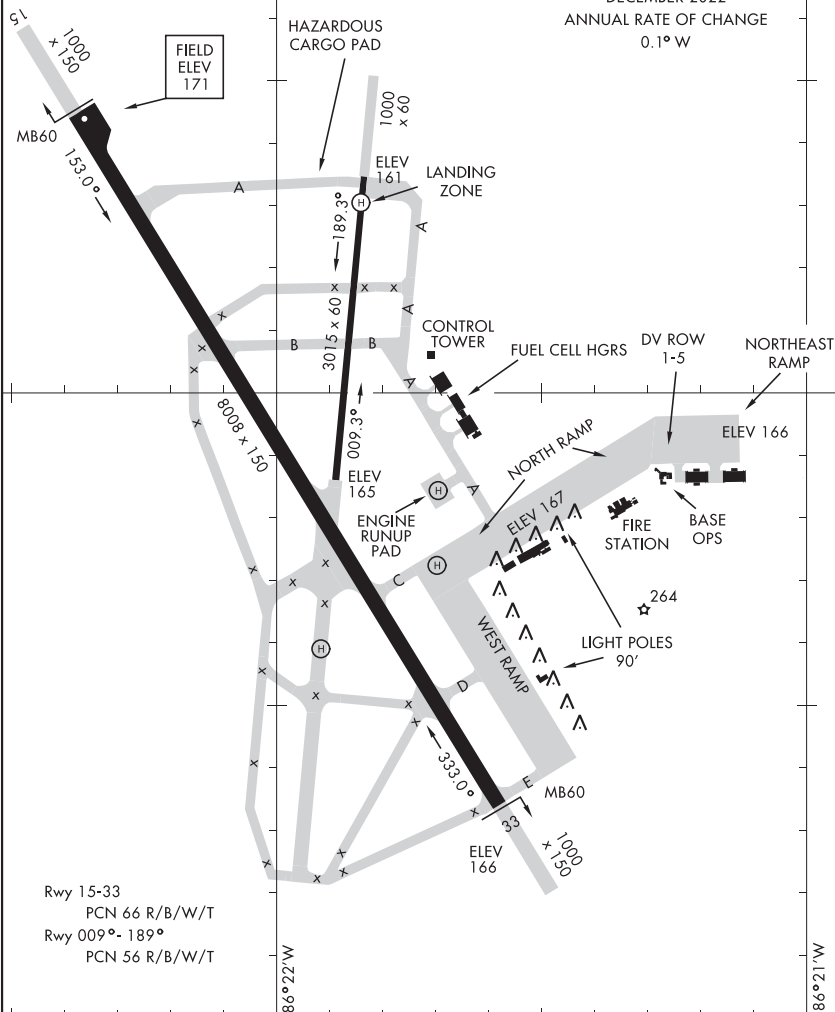 DECEMBER 2022
ANNUAL RATE OF CHANGE
0.1° W
15
1000
x 150
FIELD
ELEV
171
HAZARDOUS
CARGO PAD
1000
x 60
MB60
153.0°
A
ELEV
161
H
LANDING
ZONE
189.3°
A
x x x
x
A
3015 x 60
x
B
B
CONTROL
TOWER
FUEL CELL HGRS
DV ROW
1-5
NORTHEAST
RAMP
x
A
8008 x 150
x
009.3°
NORTH RAMP
ELEV 166
ELEV
165
H
A
ENGINE
RUNUP
PAD
ELEV 167
FIRE
STATION
BASE
OPS
x
x
x
C
H
x
264
WEST RAMP
LIGHT POLES
90'
H
x
x
D
x
x
333.0°
x
E
MB60
x
33
ELEV
166
1000
x 150
x
x
x
x
Rwy 15-33
PCN 66 R/B/W/T
Rwy 009°- 189°
PCN 56 R/B/W/T
86°22'W
86°21'W